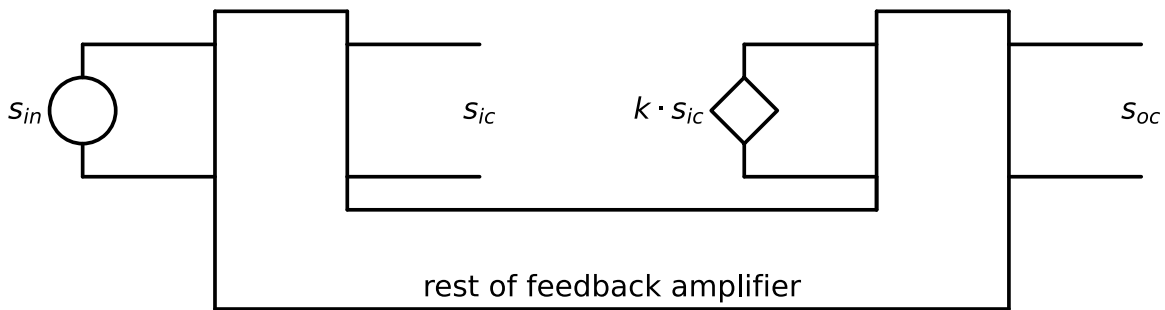 s_in s_ic k · s_ic s_oc
rest of feedback amplifier